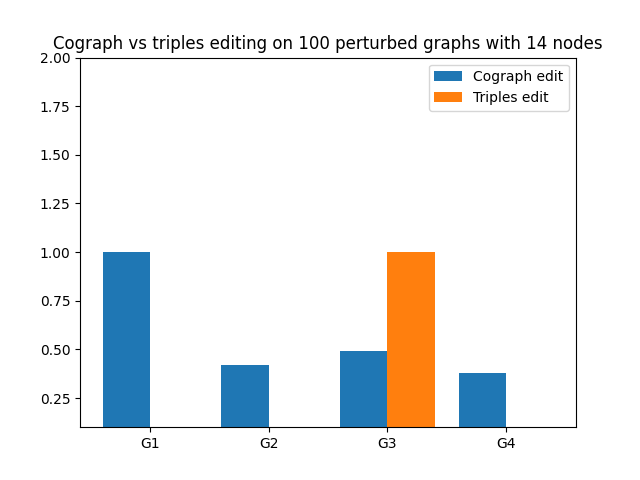 Cograph vs triples editing on 100 perturbed graphs with 14 nodes
2.00
1.75
1.50
1.25
1.00
0.75
0.50
0.25
Cograph edit
Triples edit
G1 G2 G3 G4